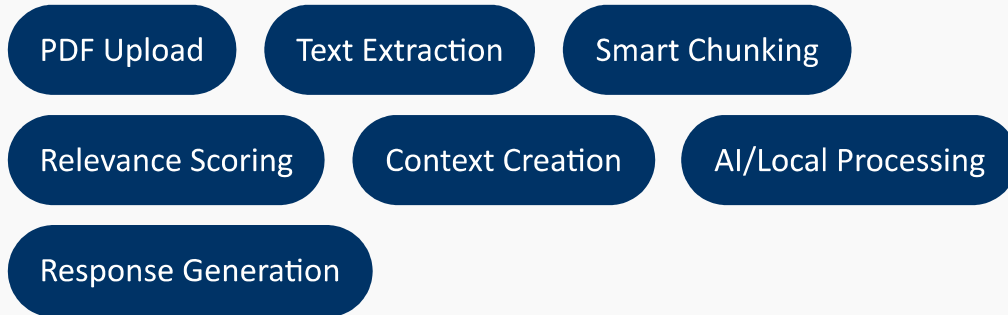 PDF Upload
Text Extraction
Smart Chunking
Relevance Scoring
Context Creation
AI/Local Processing
Response Generation